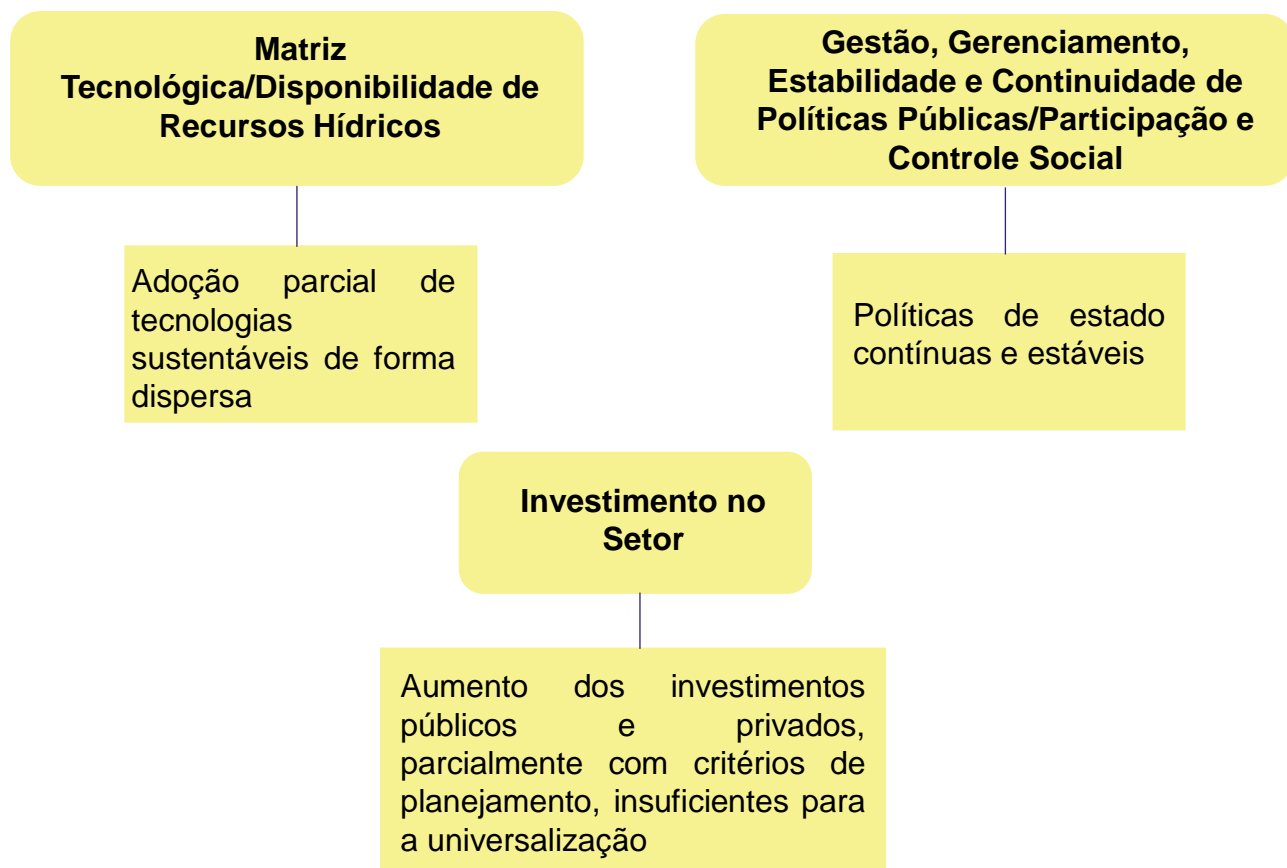 Matriz
Tecnológica/Disponibilidade de
Recursos Hídricos
Adoção parcial de
tecnologias
sustentáveis de forma
dispersa
Gestão, Gerenciamento,
Estabilidade e Continuidade de
Políticas Públicas/Participação e
Controle Social
Políticas de estado
contínuas e estáveis
Investimento no
Setor
Aumento dos investimentos
públicos e privados,
parcialmente com critérios de
planejamento, insuficientes para
a universalização